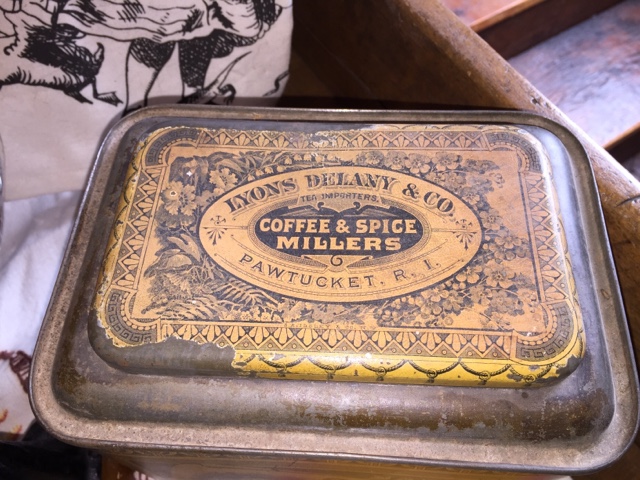 LYONS DELANY & CO.
TEA IMPORTERS.
COFFEE & SPICE
MILLERS
PAWTUCKET, R. I.